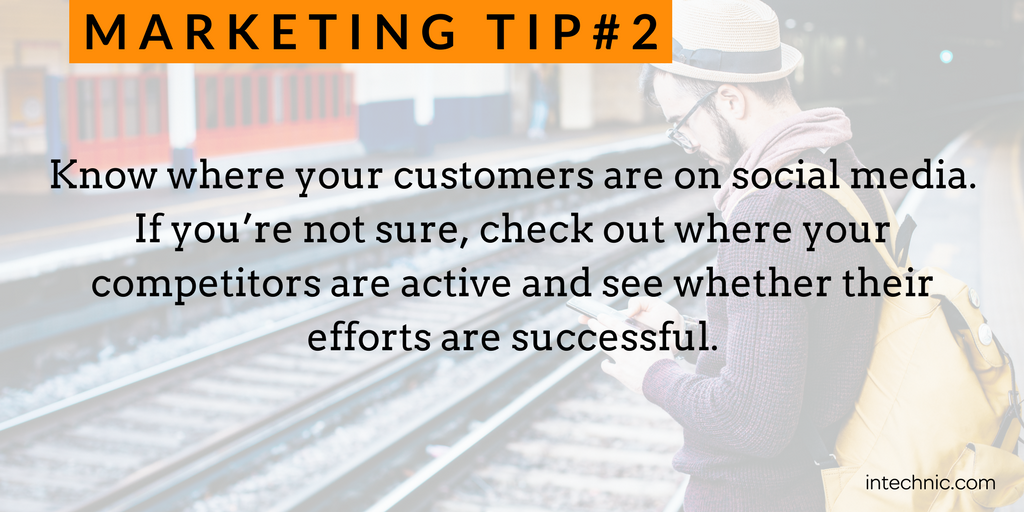 MARKETING TIP#2
Know where your customers are on social media.
If you’re not sure, check out where your
competitors are active and see whether their
efforts are successful.
intechnic.com